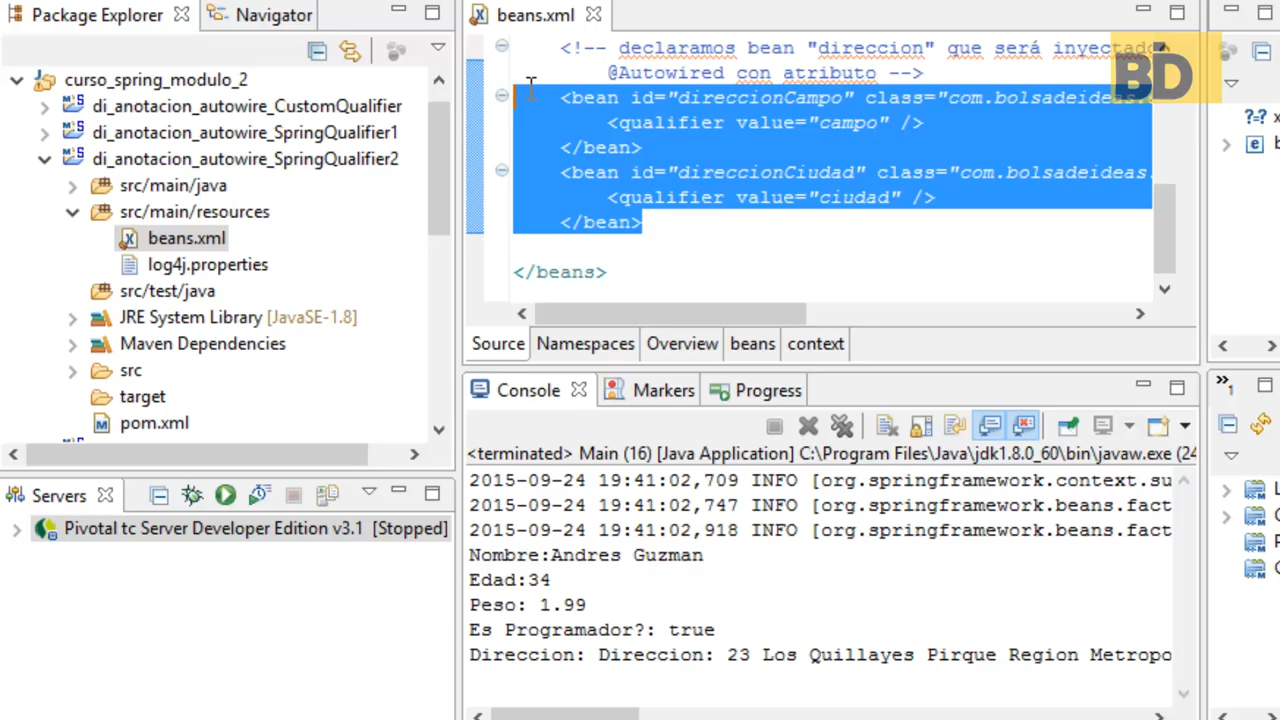 Package Explorer
Navigator
curso_spring_modulo_2
di_anotacion_autowire_CustomQualifier
di_anotacion_autowire_SpringQualifier1
di_anotacion_autowire_SpringQualifier2
src/main/java
src/main/resources
beans.xml
log4j.properties
src/test/java
JRE System Library [JavaSE-1.8]
Maven Dependencies
src
target
pom.xml
Servers
Pivotal tc Server Developer Edition v3.1 [Stopped]
beans.xml
<!-- declaramos bean "direccion" que será
@Autowired con atributo -->
<bean id="direccionCampo" class="com.bolsadeideas.
<qualifier value="campo" />
</bean>
<bean id="direccionCiudad" class="com.bolsadeideas.
<qualifier value="ciudad" />
</bean>
</beans>
BD
Source
Namespaces
Overview
beans
context
Console
Markers
Progress
<terminated> Main (16) [Java Application] C:\Program Files\Java\jdk1.8.0_60\bin\javaw.exe (24
2015-09-24 19:41:02,709 INFO [org.springframework.context.su
2015-09-24 19:41:02,747 INFO [org.springframework.beans.fact
2015-09-24 19:41:02,918 INFO [org.springframework.beans.fact
Nombre:Andres Guzman
Edad:34
Peso: 1.99
Es Programador?: true
Direccion: Direccion: 23 Los Quillayes Pirque Region Metropo